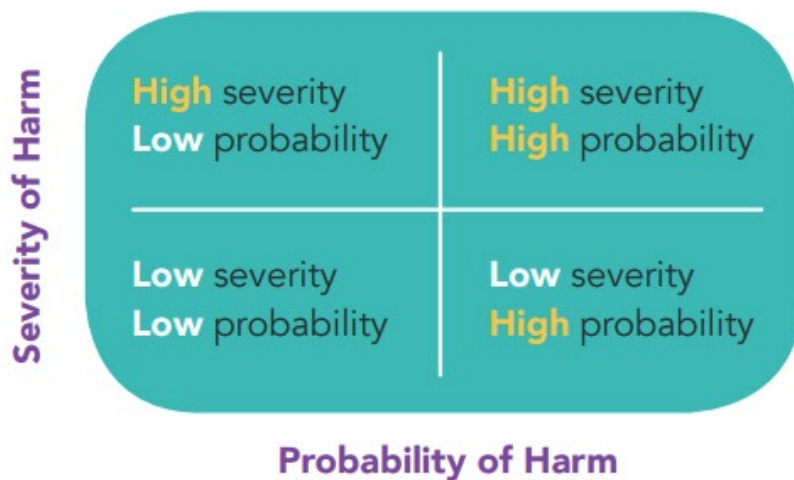 Severity of Harm
High severity
Low probability
High severity
High probability
Low severity
Low probability
Low severity
High probability
Probability of Harm